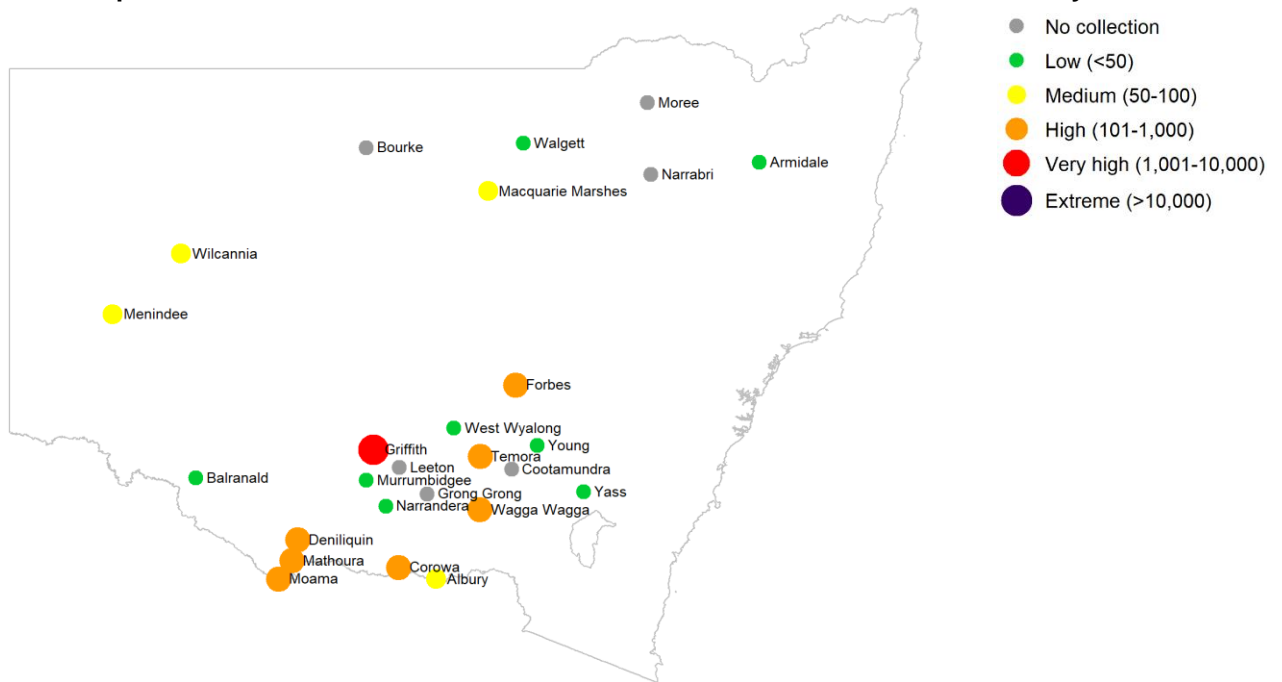 No collection
Low (<50)
Medium (50-100)
High (101-1,000)
Very high (1,001-10,000)
Extreme (>10,000)
Moree
Bourke
Walgett
Armidale
Narrabri
Macquarie Marshes
Wilcannia
Menindee
Forbes
West Wyalong
Young
Griffith
Temora
Leeton
Cootamundra
Balranald
Murrumbidgee
Grong Grong
Yass
Narrandera
Wagga Wagga
Deniliquin
Mathoura
Corowa
Moama
Albury